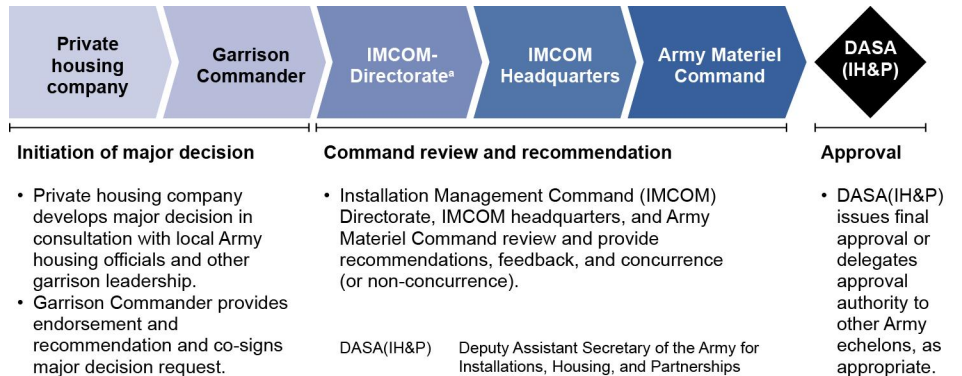 Private
housing
company
Garrison
Commander
IMCOM-
Directorateᵃ
IMCOM
Headquarters
Army Materiel
Command
DASA
(IH&P)
Initiation of major decision
• Private housing company
develops major decision in
consultation with local Army
housing officials and other
garrison leadership.
• Garrison Commander provides
endorsement and
recommendation and co-signs
major decision request.
Command review and recommendation
• Installation Management Command (IMCOM)
Directorate, IMCOM headquarters, and Army
Materiel Command review and provide
recommendations, feedback, and concurrence
(or non-concurrence).
DASA(IH&P) Deputy Assistant Secretary of the Army for
Installations, Housing, and Partnerships
Approval
• DASA(IH&P)
issues final
approval or
delegates
approval
authority to
other Army
echelons, as
appropriate.